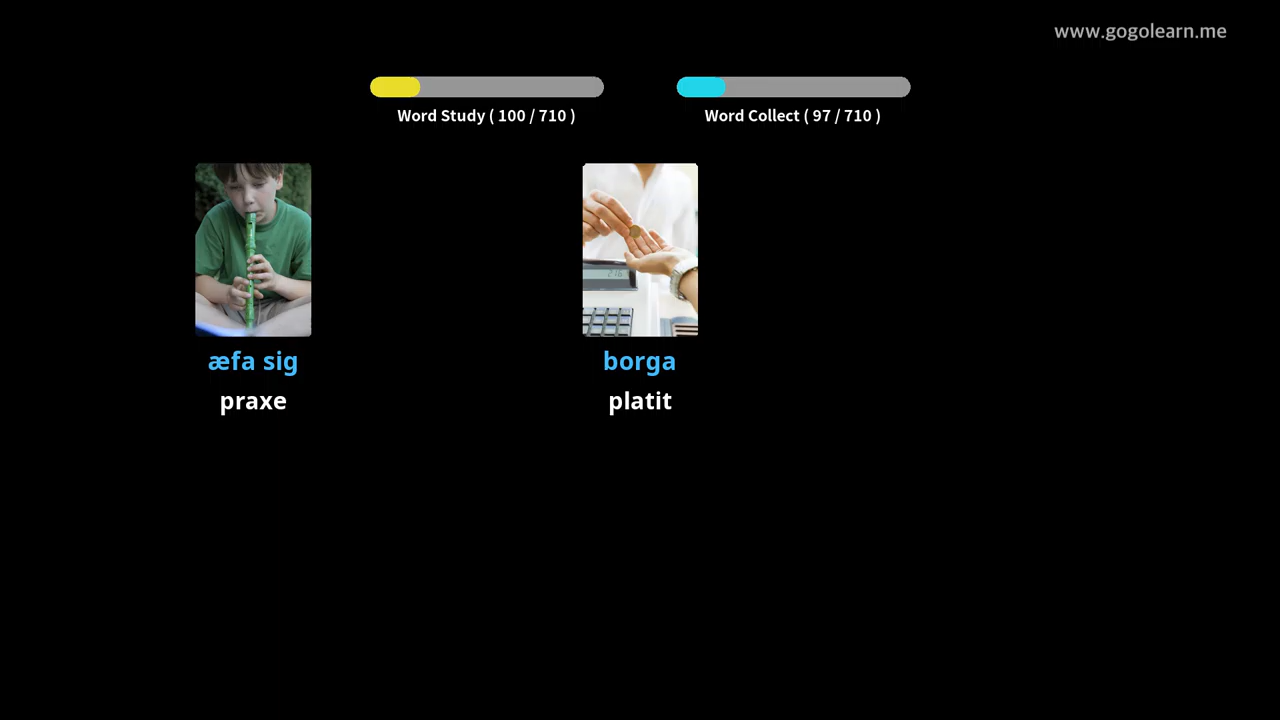 www.gogolearn.me
Word Study ( 100 / 710 )
Word Collect ( 97 / 710 )
æfa sig
borga
praxe
platit